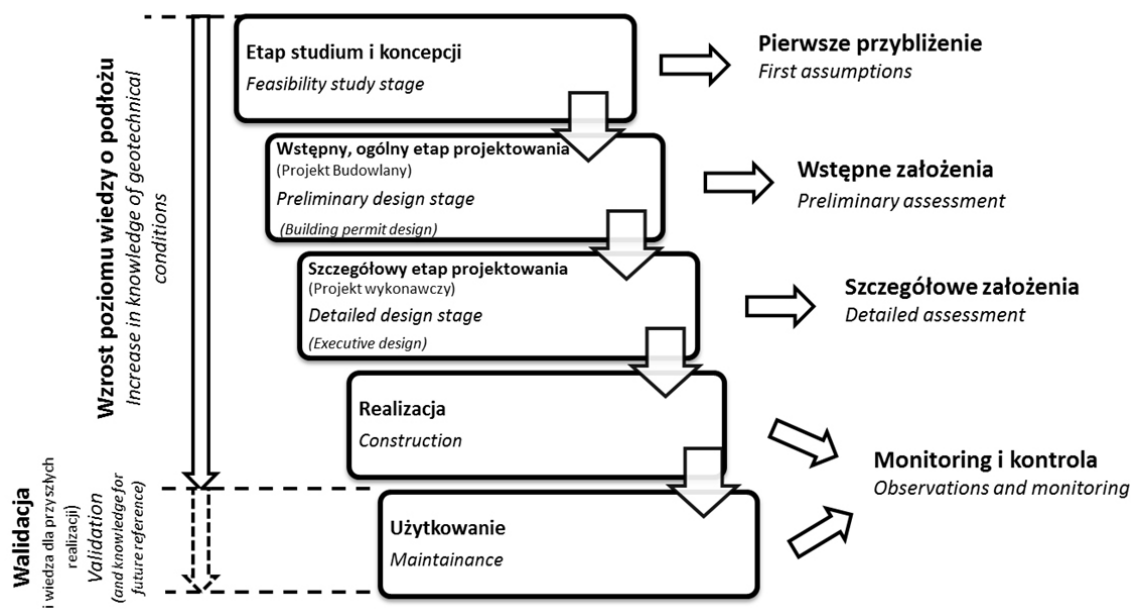 Etap studium i koncepcji
Feasibility study stage
Pierwsze przybliżenie
First assumptions
Wstępny, ogólny etap projektowania
(Projekt Budowlany)
Preliminary design stage
(Building permit design)
Wstępne założenia
Preliminary assessment
Szczegółowy etap projektowania
(Projekt wykonawczy)
Detailed design stage
(Executive design)
Szczegółowe założenia
Detailed assessment
Realizacja
Construction
Monitoring i kontrola
Observations and monitoring
Użytkowanie
Maintainance
Wzrost poziomu wiedzy o podłożu
Increase in knowledge of geotechnical
conditions
Walidacja
i wiedza dla przyszłych
realizacji)
Validation
(and knowledge for
future reference)